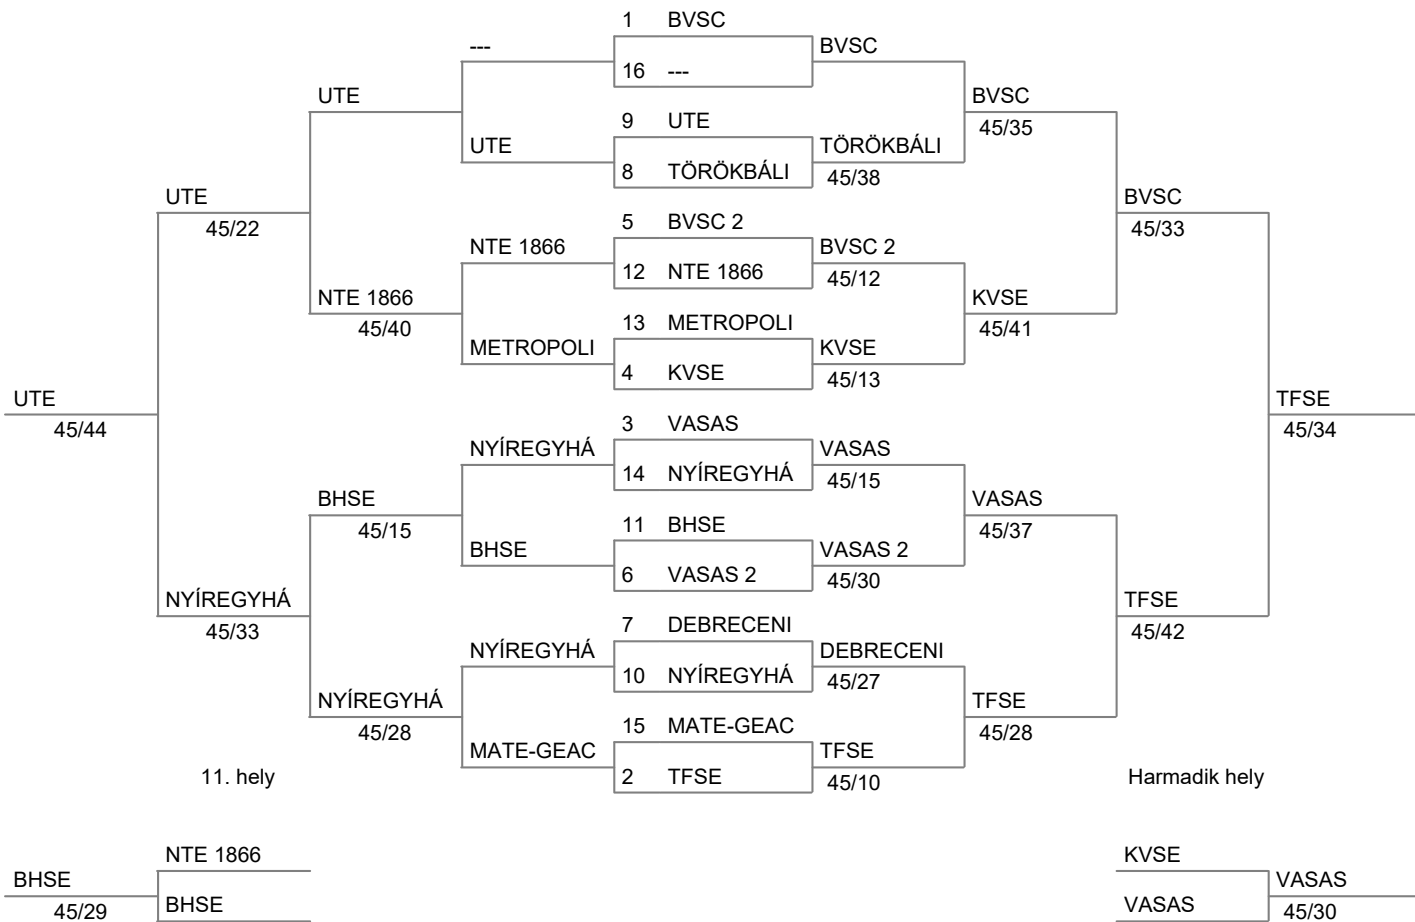 1 BVSC
--- BVSC
16 ---
UTE BVSC
9 UTE 45/35
UTE TÖRÖKBÁLI
8 TÖRÖKBÁLI 45/38
UTE BVSC
45/22 5 BVSC 2 45/33
NTE 1866 BVSC 2
12 NTE 1866 45/12
NTE 1866 KVSE
45/40 13 METROPOLI 45/41
METROPOLI KVSE
4 KVSE 45/13
UTE TFSE
45/44 3 VASAS 45/34
NYÍREGYHÁ VASAS
14 NYÍREGYHÁ 45/15
BHSE VASAS
45/15 11 BHSE 45/37
BHSE VASAS 2
6 VASAS 2 45/30
NYÍREGYHÁ TFSE
45/33 7 DEBRECENI 45/42
NYÍREGYHÁ DEBRECENI
10 NYÍREGYHÁ 45/27
NYÍREGYHÁ TFSE
45/28 15 MATE-GEAC 45/28
MATE-GEAC TFSE
11. hely 2 TFSE 45/10 Harmadik hely
NTE 1866 KVSE
BHSE VASAS
45/29 BHSE VASAS 45/30